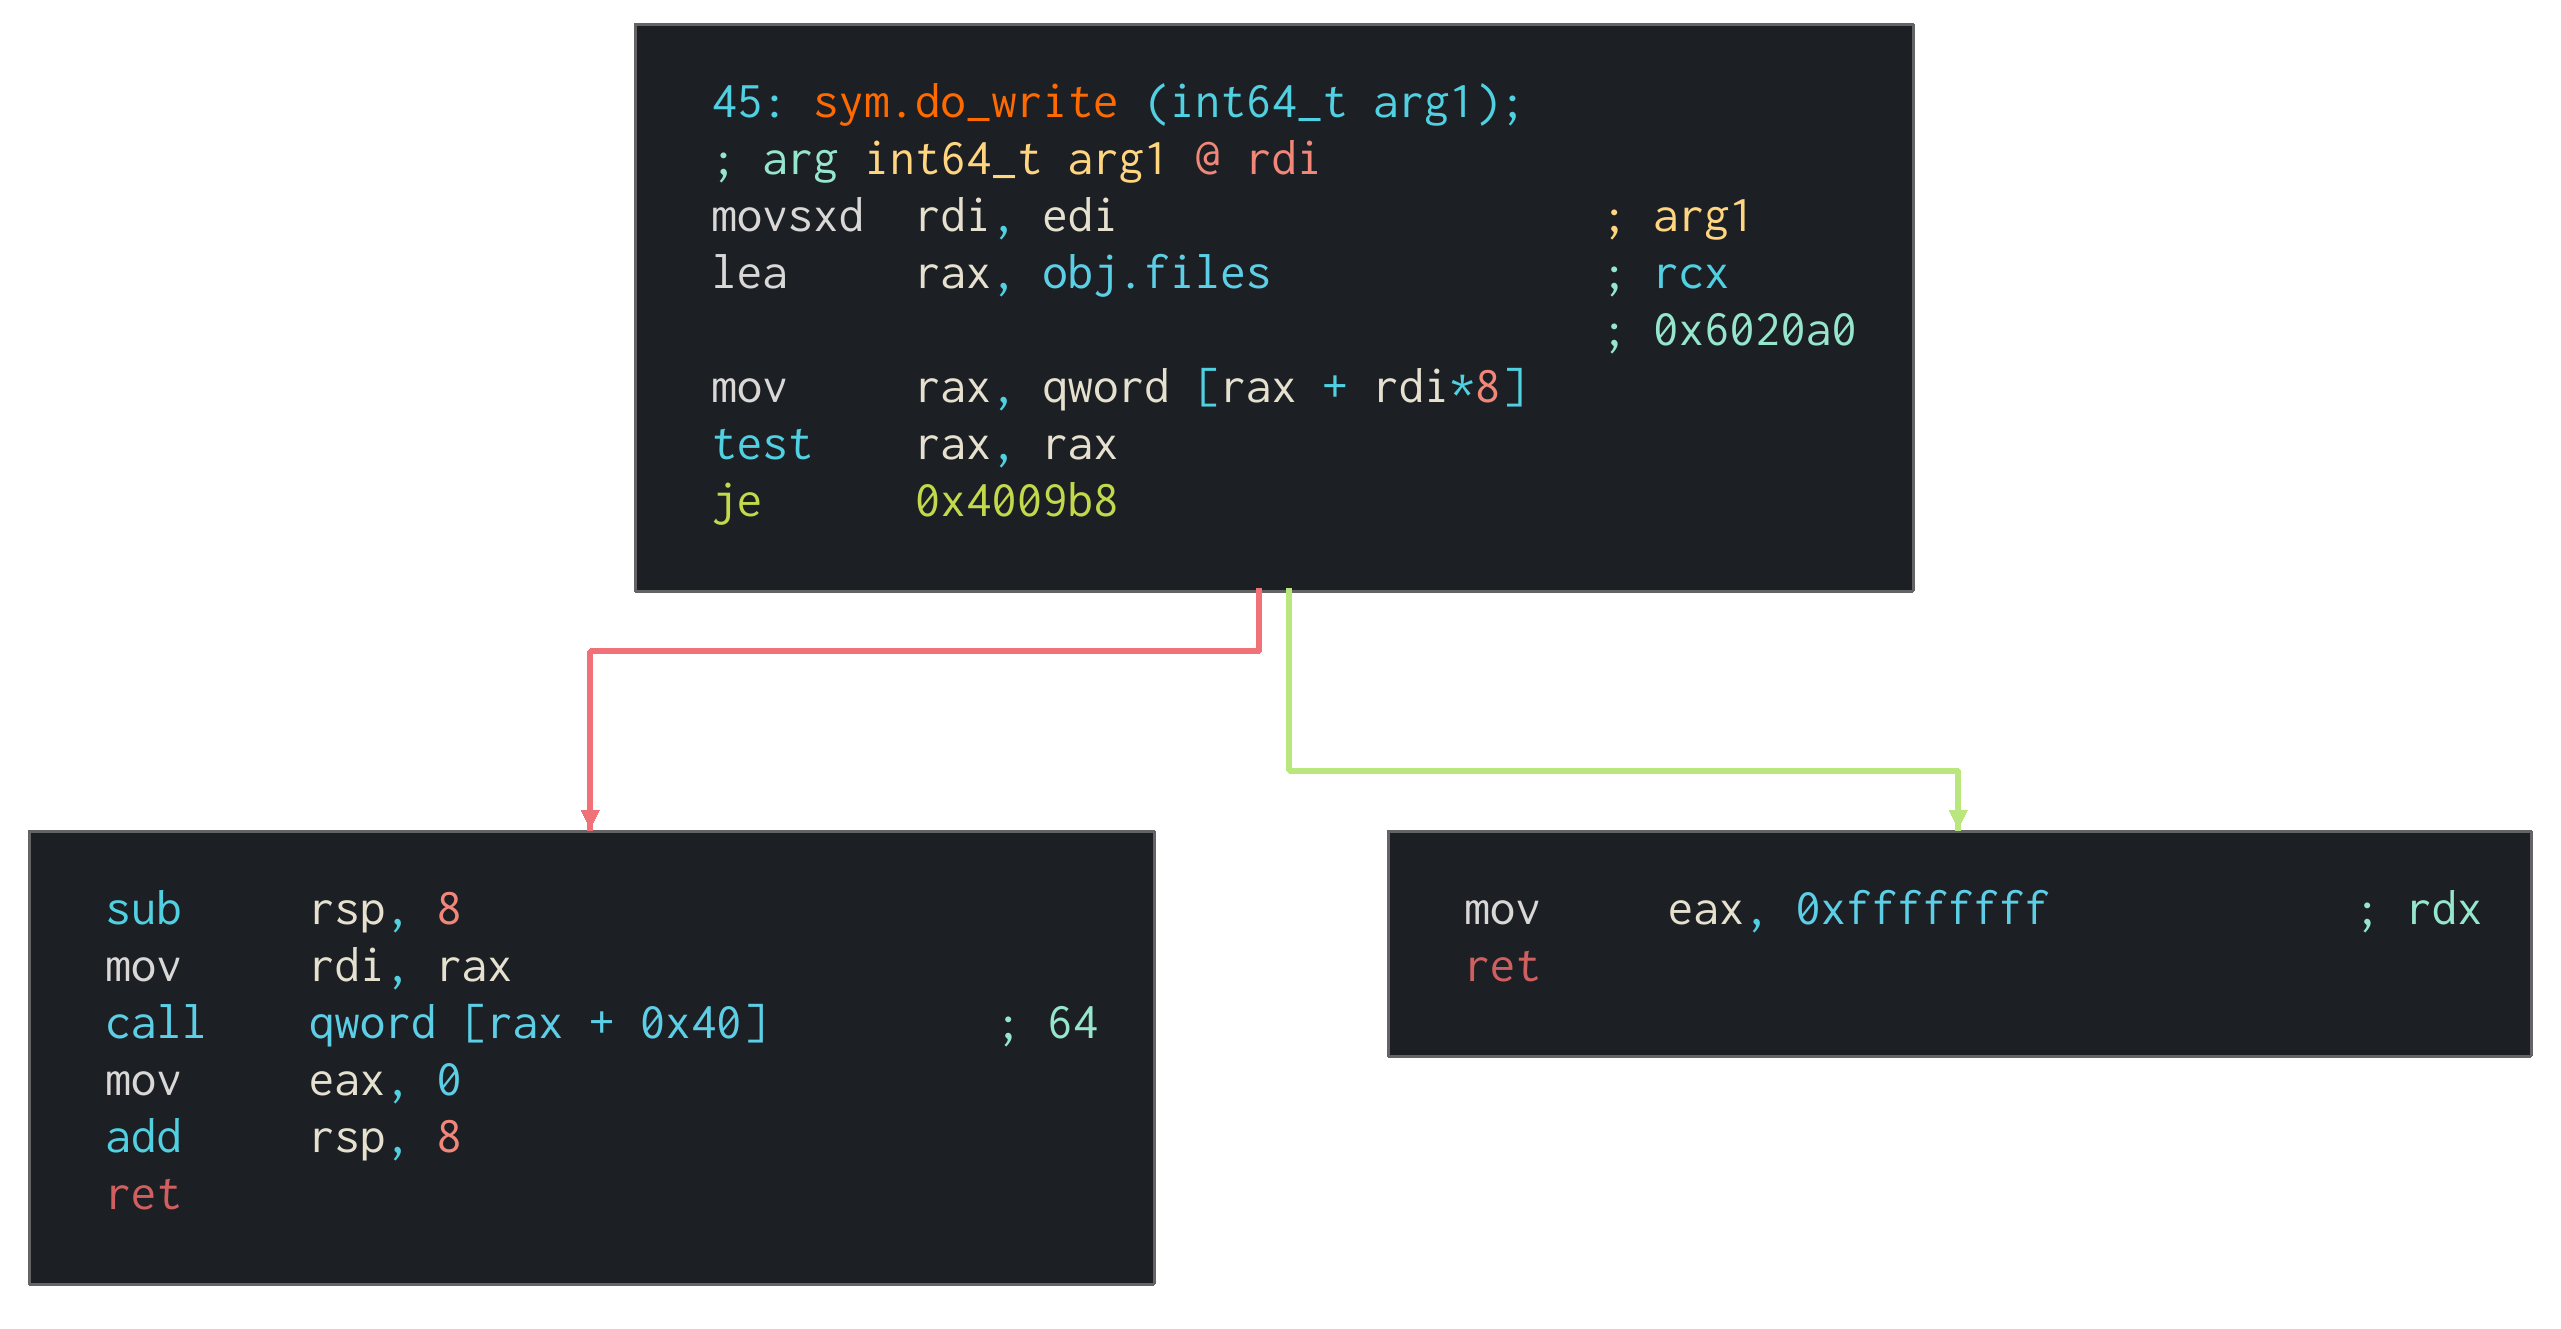 45: sym.do_write (int64_t arg1);
; arg int64_t arg1 @ rdi
movsxd rdi, edi ; arg1
lea rax, obj.files ; rcx
; 0x6020a0
mov rax, qword [rax + rdi*8]
test rax, rax
je 0x4009b8
sub rsp, 8
mov rdi, rax
call qword [rax + 0x40] ; 64
mov eax, 0
add rsp, 8
ret
mov eax, 0xffffffff ; rdx
ret